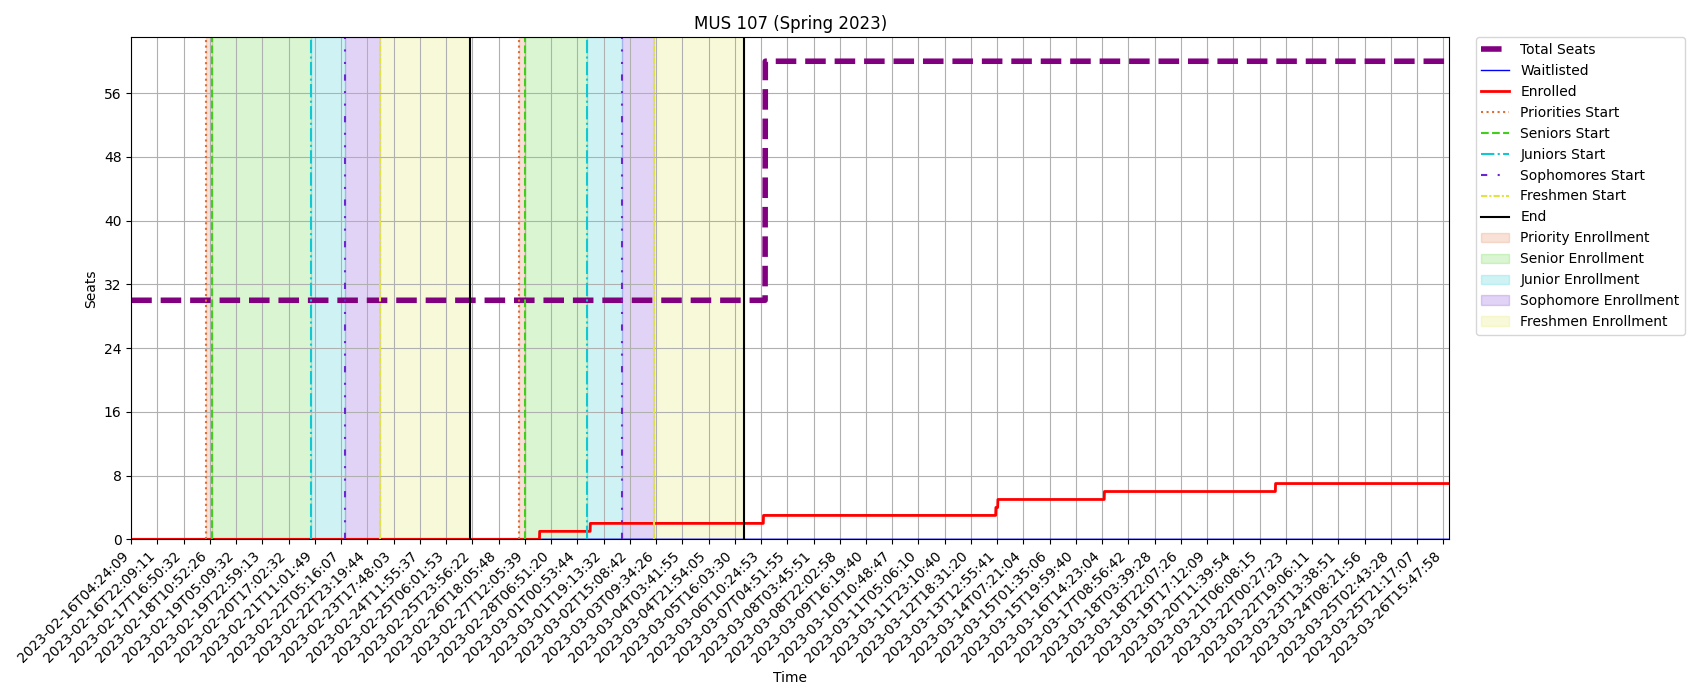 MUS 107 (Spring 2023)
Total Seats
Waitlisted
Enrolled
Priorities Start
Seniors Start
Juniors Start
Sophomores Start
Freshmen Start
End
Priority Enrollment
Senior Enrollment
Junior Enrollment
Sophomore Enrollment
Freshmen Enrollment
Seats
56
48
40
32
24
16
8
0
2023-02-16T04:24:09
2023-02-16T22:09:11
2023-02-17T16:50:32
2023-02-18T10:52:26
2023-02-19T05:09:32
2023-02-19T22:59:13
2023-02-20T17:02:32
2023-02-21T11:01:49
2023-02-22T05:16:07
2023-02-22T23:19:44
2023-02-23T17:48:03
2023-02-24T11:55:37
2023-02-25T06:01:53
2023-02-25T23:56:22
2023-02-26T18:05:48
2023-02-27T12:05:39
2023-02-28T06:51:20
2023-03-01T00:53:44
2023-03-01T19:13:32
2023-03-02T15:08:42
2023-03-03T09:34:26
2023-03-04T03:41:55
2023-03-04T21:54:05
2023-03-05T16:03:30
2023-03-06T10:24:53
2023-03-07T04:51:55
2023-03-08T03:45:51
2023-03-08T22:02:58
2023-03-09T16:19:40
2023-03-10T10:48:47
2023-03-11T05:06:10
2023-03-11T23:10:40
2023-03-12T18:31:20
2023-03-13T12:55:41
2023-03-14T07:21:04
2023-03-15T01:35:06
2023-03-15T19:59:40
2023-03-16T14:23:04
2023-03-17T08:56:42
2023-03-18T03:39:28
2023-03-18T22:07:26
2023-03-19T17:12:09
2023-03-20T11:39:54
2023-03-21T06:08:15
2023-03-22T00:27:23
2023-03-22T19:06:11
2023-03-23T13:38:51
2023-03-24T08:21:56
2023-03-25T02:43:28
2023-03-25T21:17:07
2023-03-26T15:47:58
Time